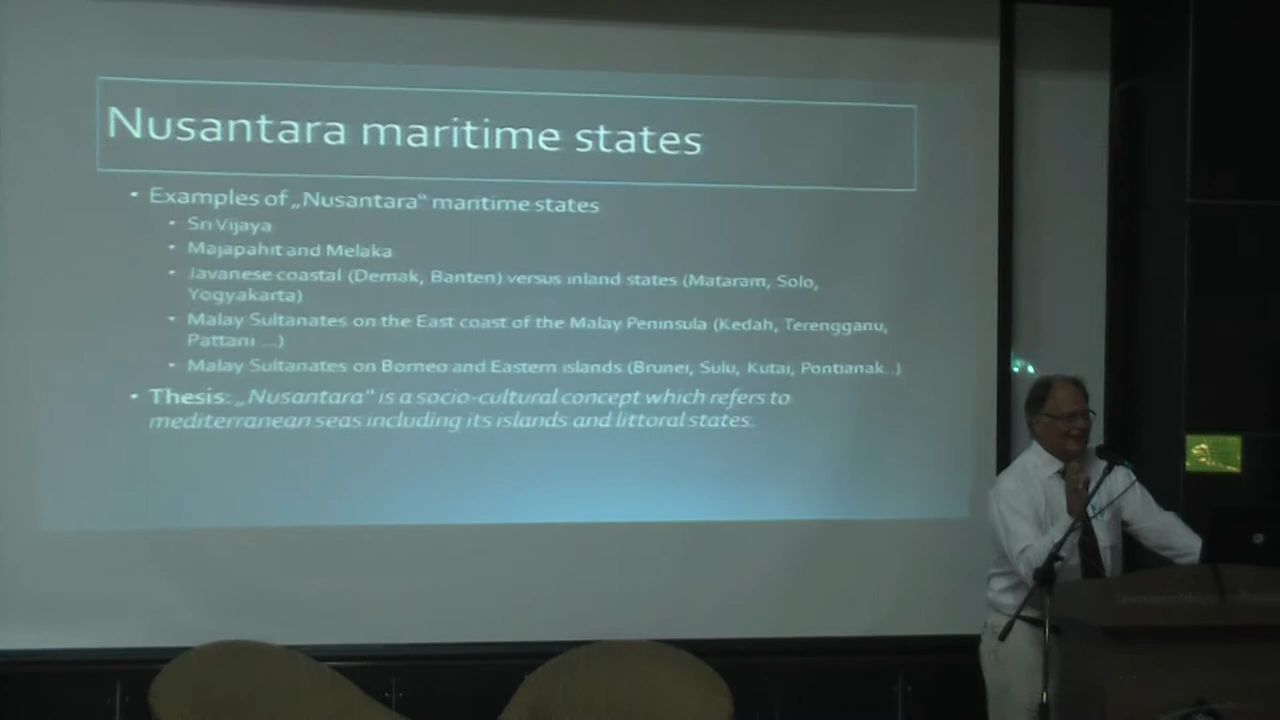 Nusantara maritime states
• Examples of „Nusantara“ maritime states
• Sri Vijaya
• Majapahit and Melaka
• Javanese coastal (Demak, Banten) versus inland states (Mataram, Solo,
Yogyakarta)
• Malay Sultanates on the East coast of the Malay Peninsula (Kedah, Terengganu,
Pattani ...)
• Malay Sultanates on Borneo and Eastern islands (Brunei, Sulu, Kutai, Pontianak..)
• Thesis: „Nusantara“ is a socio-cultural concept which refers to
mediterranean seas including its islands and littoral states.